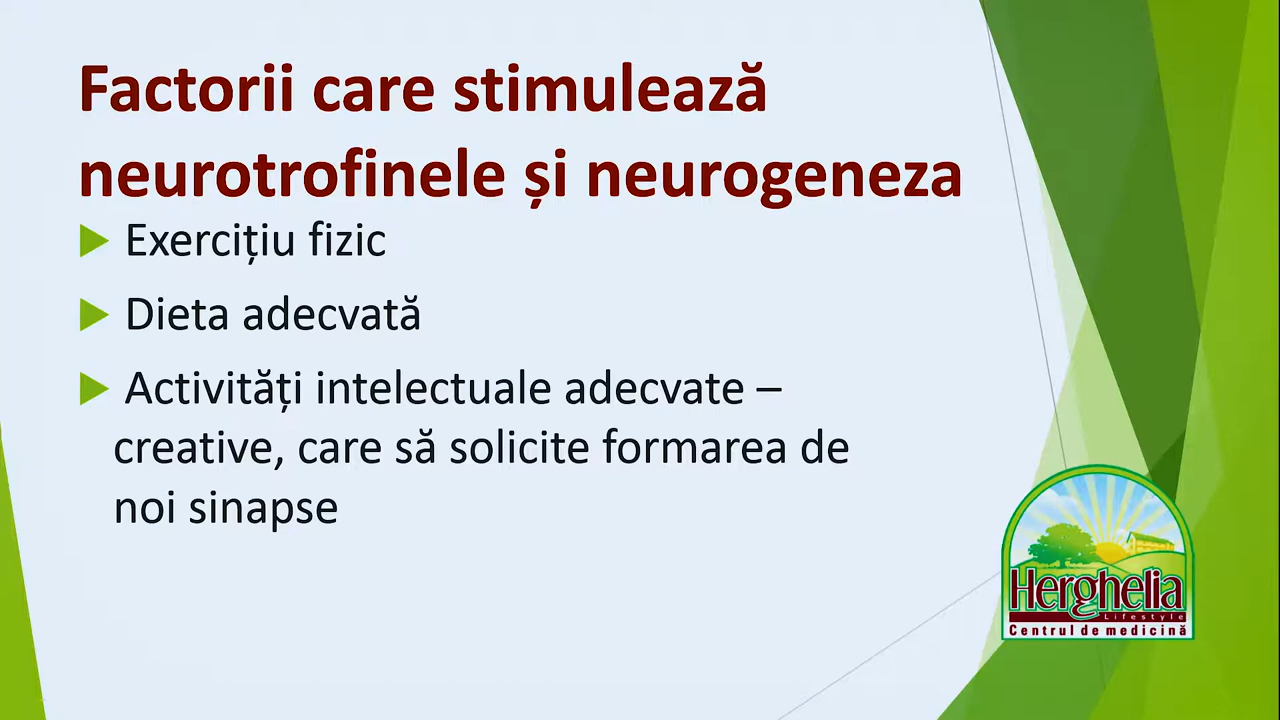 Factorii care stimulează
neurotrofinele și neurogeneza
Exercițiu fizic
Dieta adecvată
Activități intelectuale adecvate –
creative, care să solicite formarea de
noi sinapse
Herghelia
Lifestyle
Centrul de medicină